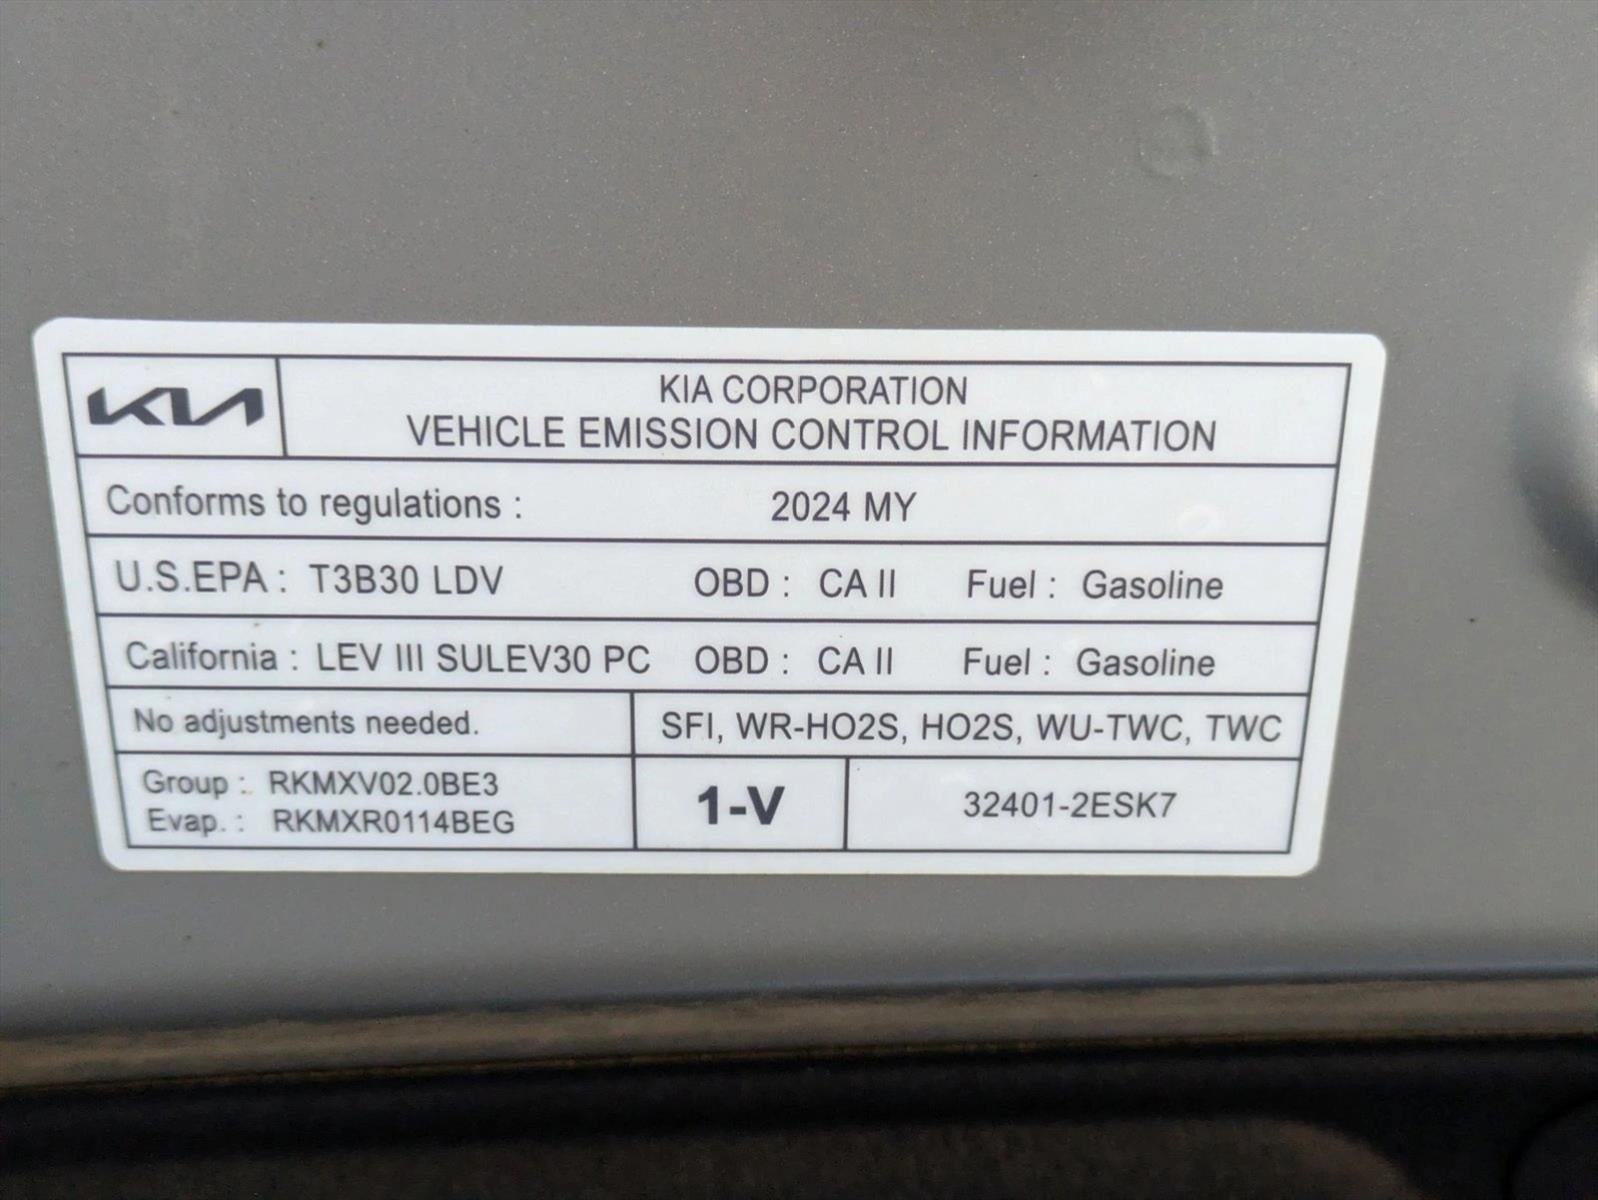 KIA
KIA CORPORATION
VEHICLE EMISSION CONTROL INFORMATION
Conforms to regulations : 2024 MY
U.S.EPA : T3B30 LDV OBD : CA II Fuel : Gasoline
California : LEV III SULEV30 PC OBD : CA II Fuel : Gasoline
No adjustments needed. SFI, WR-HO2S, HO2S, WU-TWC, TWC
Group : RKMXV02.0BE3
Evap. : RKMXR0114BEG
1-V
32401-2ESK7